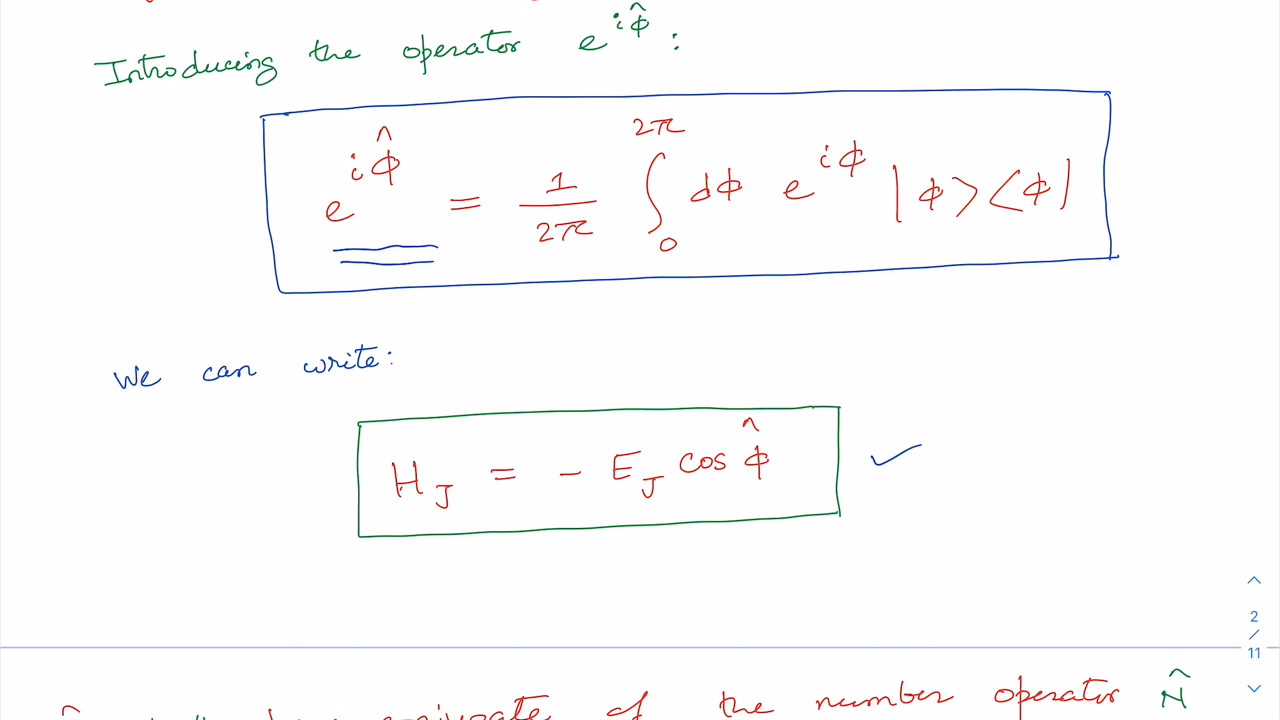 Introducing the operator e^{iϕ̂} :
e^{iϕ̂} = 1/2π ∫_0^{2π} dϕ e^{iϕ} |ϕ><ϕ|
We can write:
H_J = - E_J cos ϕ̂ ✓
2
/
11
of the number operator N̂